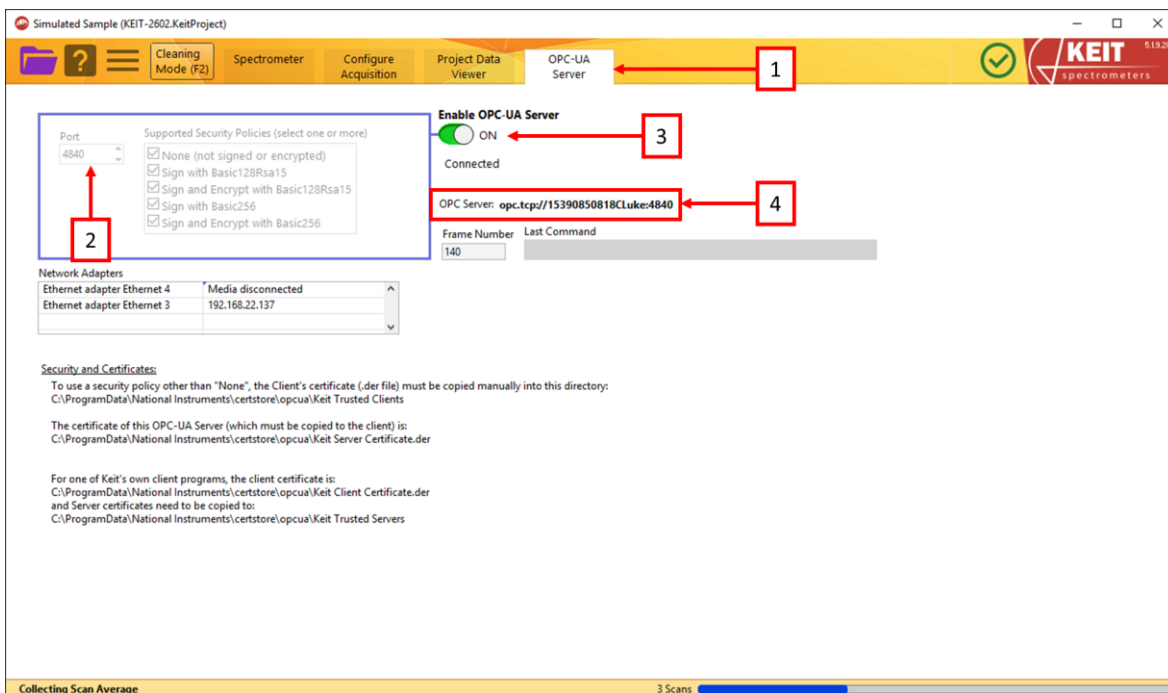 Simulated Sample (KEIT-2602.KeitProject)
Cleaning
Mode (F2)
Spectrometer
Configure
Acquisition
Project Data
Viewer
OPC-UA
Server
1
KEIT
spectrometers
Enable OPC-UA Server
ON
3
Connected
Port
4840
Supported Security Policies (select one or more)
None (not signed or encrypted)
Sign with Basic128Rsa15
Sign and Encrypt with Basic128Rsa15
Sign with Basic256
Sign and Encrypt with Basic256
2
OPC Server: opc.tcp://15390850818CLuke:4840
4
Frame Number
140
Last Command
Network Adapters
Ethernet adapter Ethernet 4 Media disconnected
Ethernet adapter Ethernet 3 192.168.22.137
Security and Certificates:
To use a security policy other than "None", the Client's certificate (.der file) must be copied manually into this directory:
C:\ProgramData\National Instruments\certstore\opcua\Keit Trusted Clients
The certificate of this OPC-UA Server (which must be copied to the client) is:
C:\ProgramData\National Instruments\certstore\opcua\Keit Server Certificate.der
For one of Keit's own client programs, the client certificate is:
C:\ProgramData\National Instruments\certstore\opcua\Keit Client Certificate.der
and Server certificates need to be copied to:
C:\ProgramData\National Instruments\certstore\opcua\Keit Trusted Servers
Collecting Scan Average
3 Scans